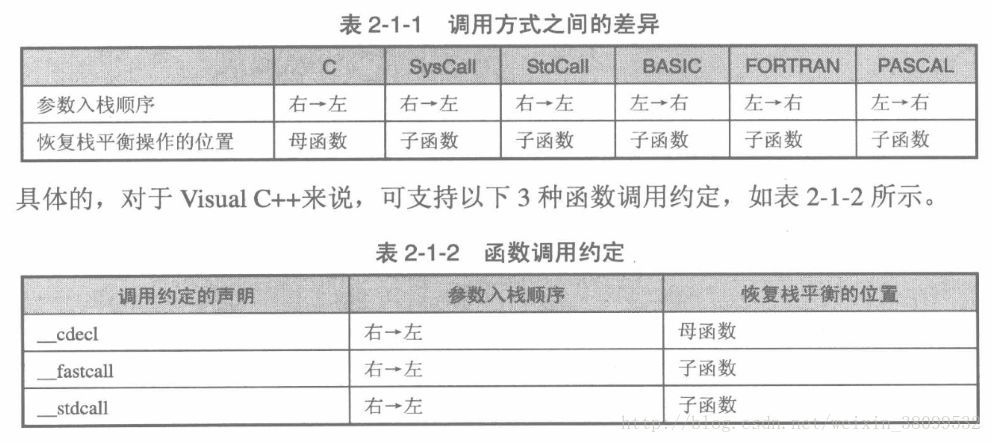 表 2-1-1 调用方式之间的差异
C SysCall StdCall BASIC FORTRAN PASCAL
参数入栈顺序 右→左 右→左 右→左 左→右 左→右 左→右
恢复栈平衡操作的位置 母函数 子函数 子函数 子函数 子函数 子函数
具体的，对于 Visual C++来说，可支持以下 3 种函数调用约定，如表 2-1-2 所示。
表 2-1-2 函数调用约定
调用约定的声明 参数入栈顺序 恢复栈平衡的位置
__cdecl 右→左 母函数
__fastcall 右→左 子函数
__stdcall 右→左 子函数
http://blog.csdn.net/weixin_38099532